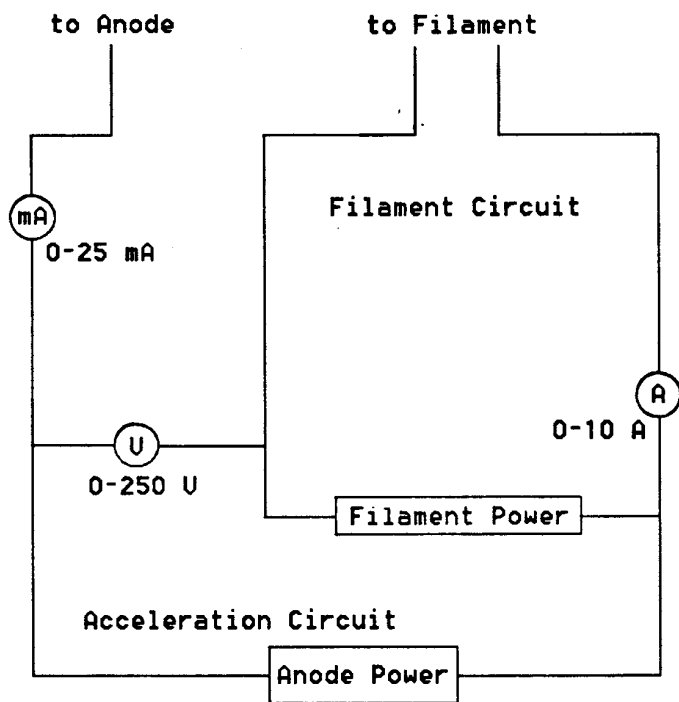 to Anode
to Filament
mA
0-25 mA
Filament Circuit
A
0-10 A
V
0-250 V
Filament Power
Acceleration Circuit
Anode Power